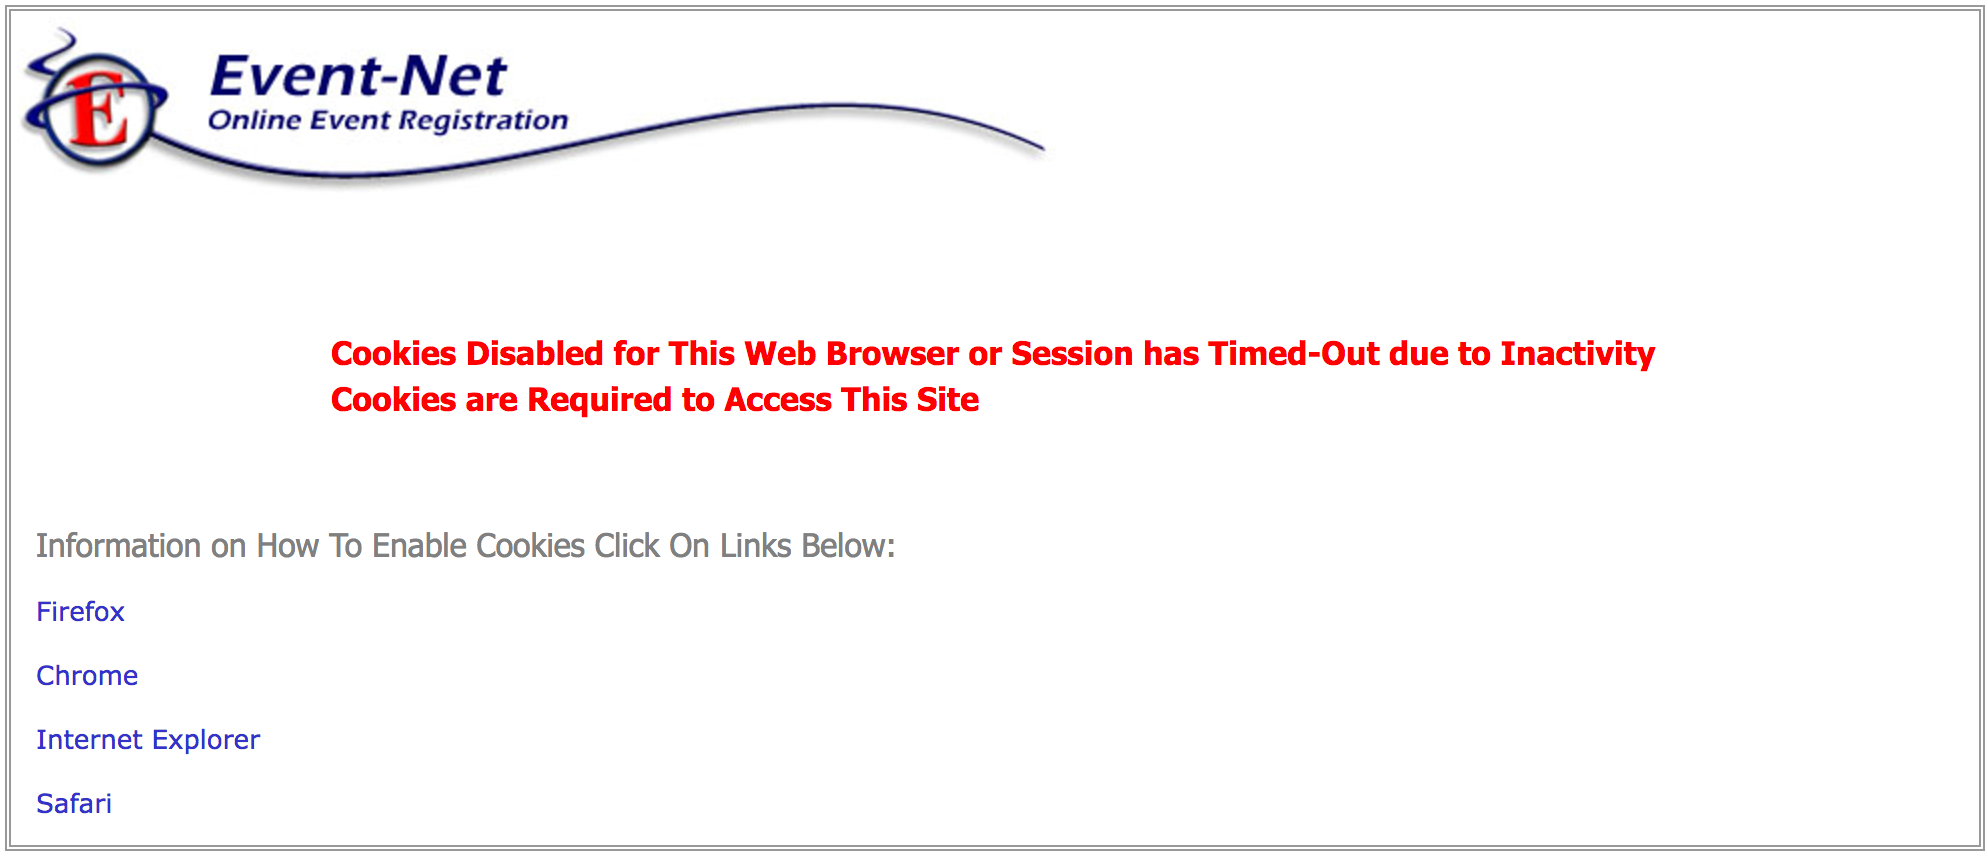 E
Event-Net
Online Event Registration
Cookies Disabled for This Web Browser or Session has Timed-Out due to Inactivity
Cookies are Required to Access This Site
Information on How To Enable Cookies Click On Links Below:
Firefox
Chrome
Internet Explorer
Safari